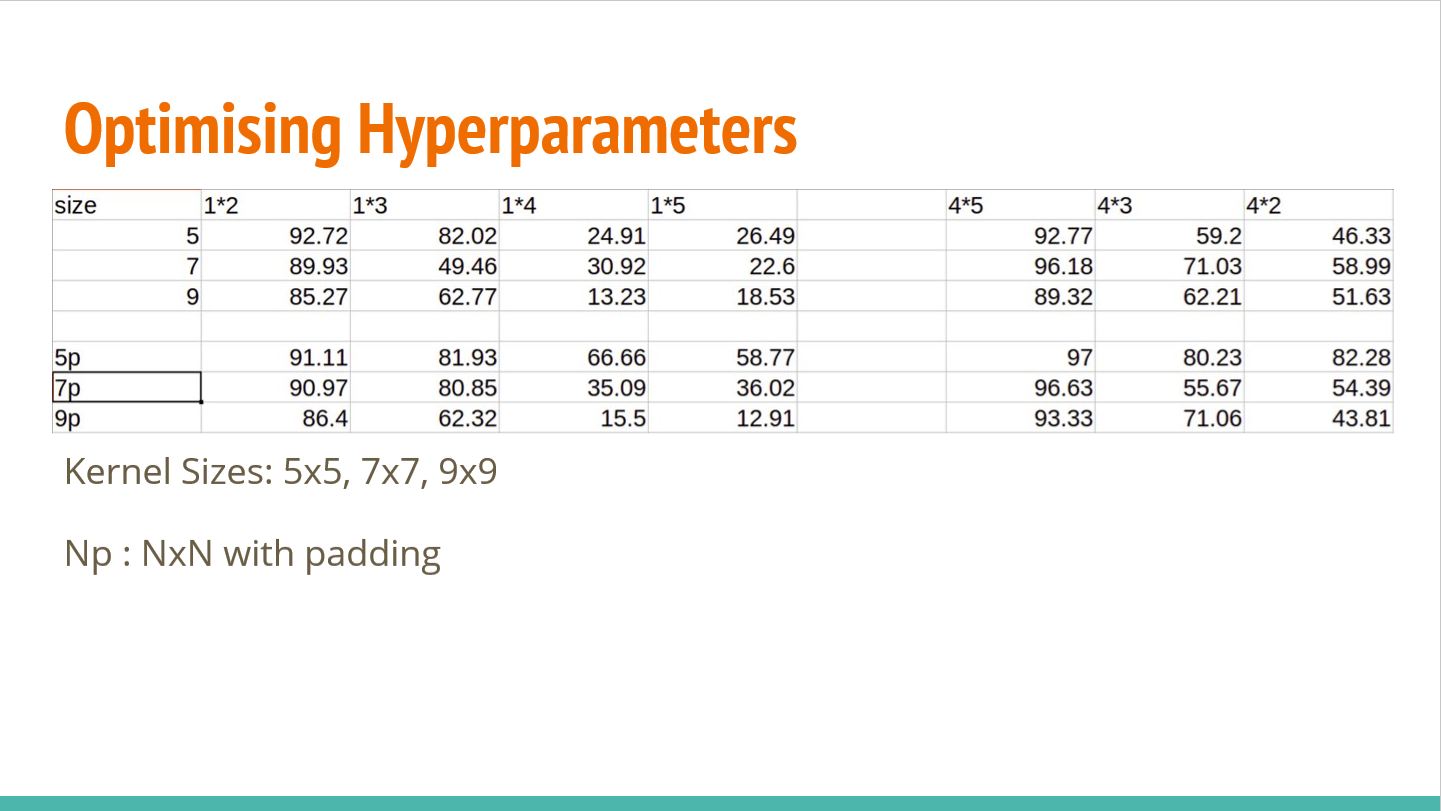 Optimising Hyperparameters
size 1*2 1*3 1*4 1*5 4*5 4*3 4*2
5 92.72 82.02 24.91 26.49 92.77 59.2 46.33
7 89.93 49.46 30.92 22.6 96.18 71.03 58.99
9 85.27 62.77 13.23 18.53 89.32 62.21 51.63
5p 91.11 81.93 66.66 58.77 97 80.23 82.28
7p 90.97 80.85 35.09 36.02 96.63 55.67 54.39
9p 86.4 62.32 15.5 12.91 93.33 71.06 43.81
Kernel Sizes: 5x5, 7x7, 9x9
Np : NxN with padding